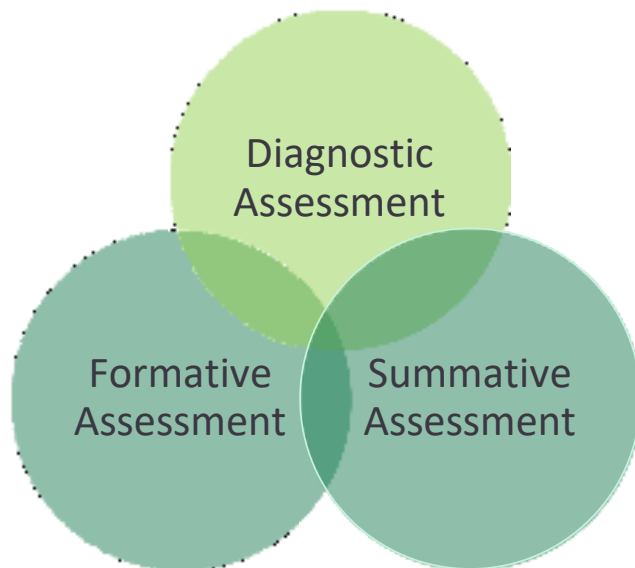 Diagnostic
Assessment
Formative
Assessment
Summative
Assessment